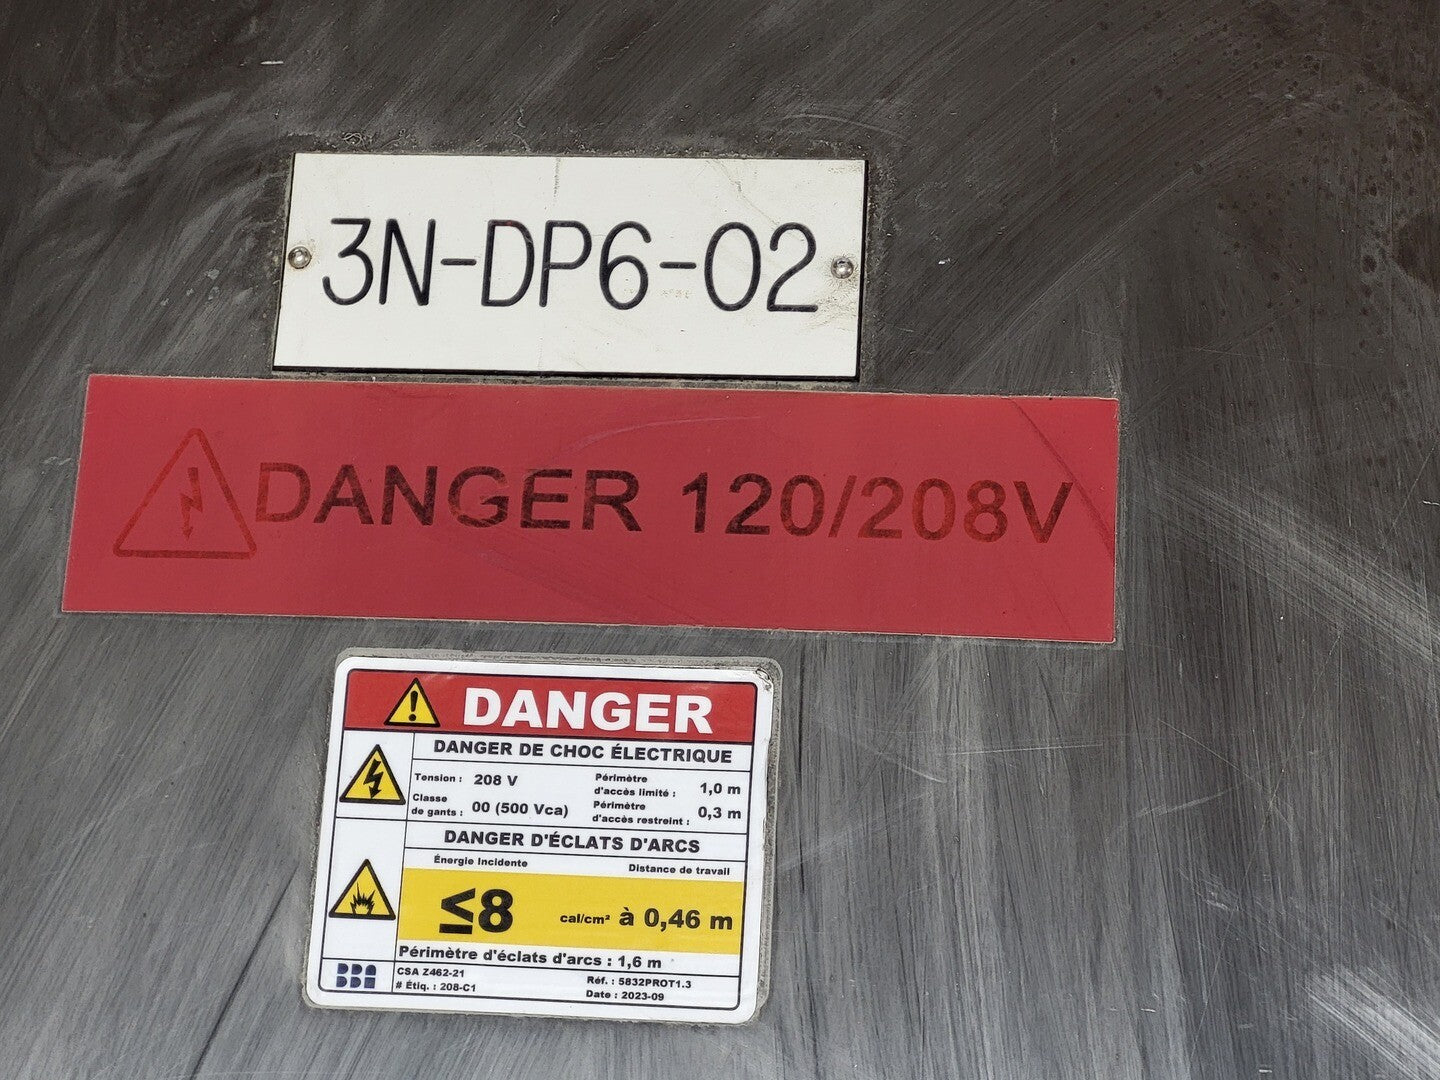 3N-DP6-02
DANGER 120/208V
DANGER
DANGER DE CHOC ÉLECTRIQUE
Tension : 208 V
Périmètre d'accès limité : 1,0 m
Classe de gants : 00 (500 Vca)
Périmètre d'accès restreint : 0,3 m
DANGER D'ÉCLATS D'ARCS
Énergie Incidente Distance de travail
≤8 cal/cm² à 0,46 m
Périmètre d'éclats d'arcs : 1,6 m
BBA
CSA Z462-21
# Étiq. : 208-C1
Réf. : 5832PROT1.3
Date : 2023-09